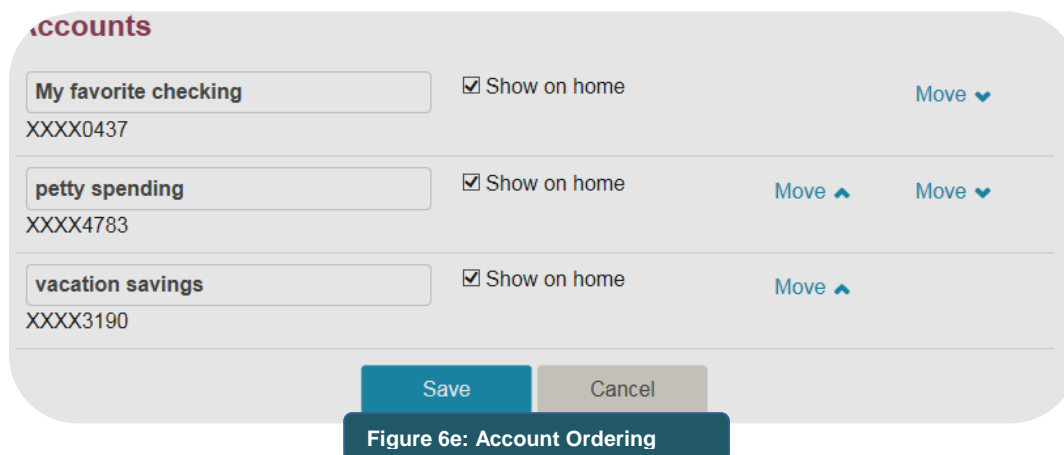 Accounts
My favorite checking Show on home Move
XXXX0437
petty spending Show on home Move Move
XXXX4783
vacation savings Show on home Move
XXXX3190
Save Cancel
Figure 6e: Account Ordering